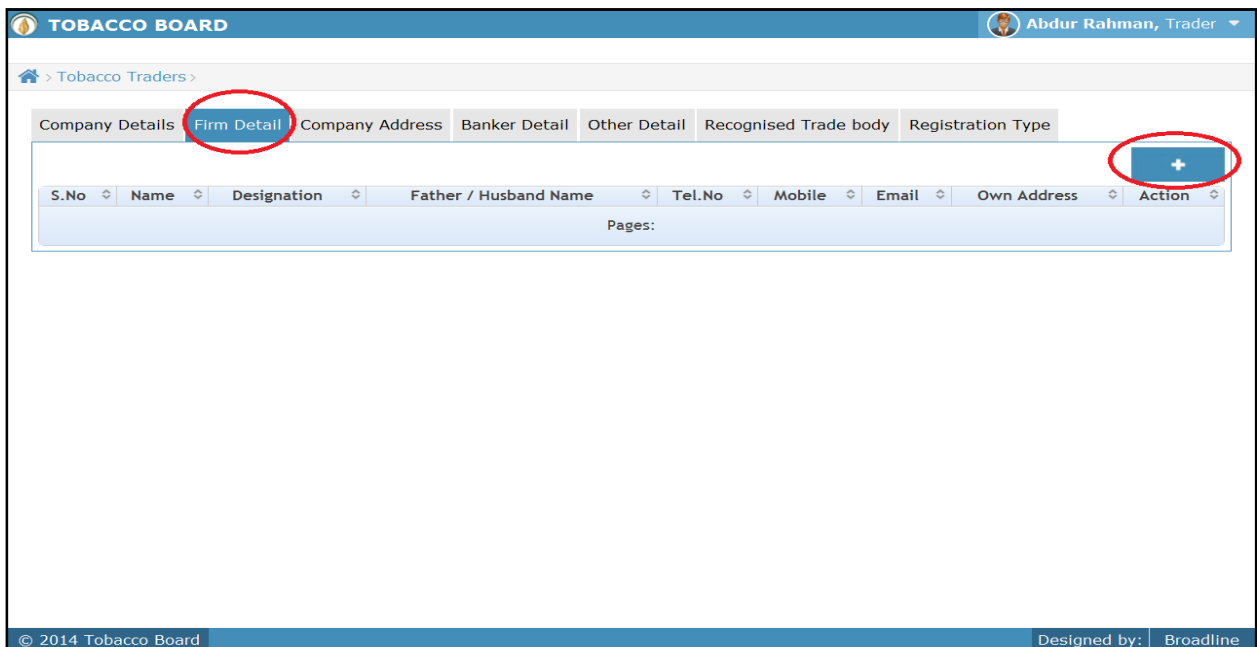 TOBACCO BOARD Abdur Rahman, Trader
> Tobacco Traders >
Company Details Firm Detail Company Address Banker Detail Other Detail Recognised Trade body Registration Type
+
S.No Name Designation Father / Husband Name Tel.No Mobile Email Own Address Action
Pages:
© 2014 Tobacco Board Designed by: Broadline